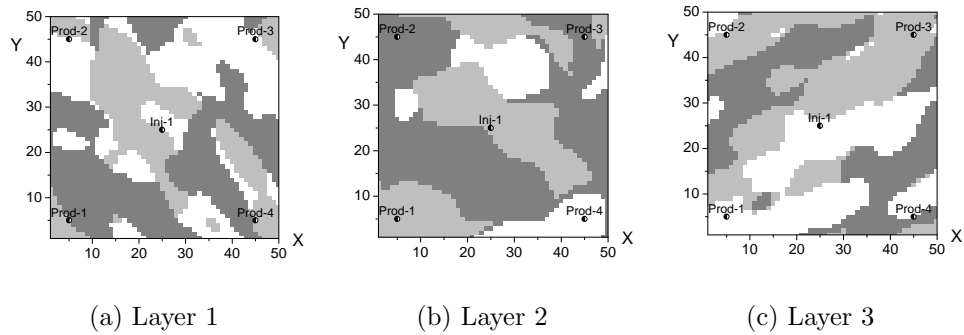 50
Prod-2
Prod-3
Y
40
30
Inj-1
20
10
Prod-1
Prod-4
X
10 20 30 40 50
(a) Layer 1
50
Prod-2
Prod-3
Y
40
30
Inj-1
20
10
Prod-1
Prod-4
X
10 20 30 40 50
(b) Layer 2
50
Prod-2
Prod-3
Y
40
30
Inj-1
20
10
Prod-1
Prod-4
X
10 20 30 40 50
(c) Layer 3